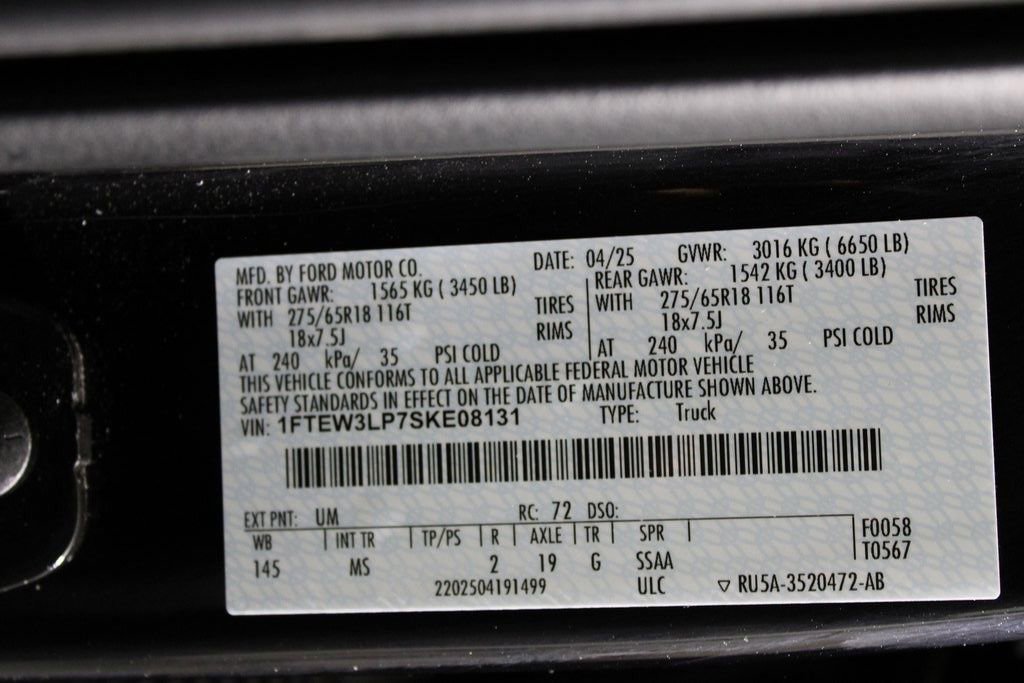 MFD. BY FORD MOTOR CO. DATE: 04/25 GVWR: 3016 KG ( 6650 LB)
FRONT GAWR: 1565 KG ( 3450 LB) REAR GAWR: 1542 KG ( 3400 LB)
WITH 275/65R18 116T TIRES WITH 275/65R18 116T TIRES
18x7.5J RIMS 18x7.5J RIMS
AT 240 kPa/ 35 PSI COLD AT 240 kPa/ 35 PSI COLD
THIS VEHICLE CONFORMS TO ALL APPLICABLE FEDERAL MOTOR VEHICLE
SAFETY STANDARDS IN EFFECT ON THE DATE OF MANUFACTURE SHOWN ABOVE.
VIN: 1FTEW3LP7SKE08131 TYPE: Truck
EXT PNT: UM RC: 72 DSO:
WB INT TR TP/PS R AXLE TR SPR F0058
145 MS 2 19 G SSAA T0567
2202504191499 ULC ▽ RU5A-3520472-AB